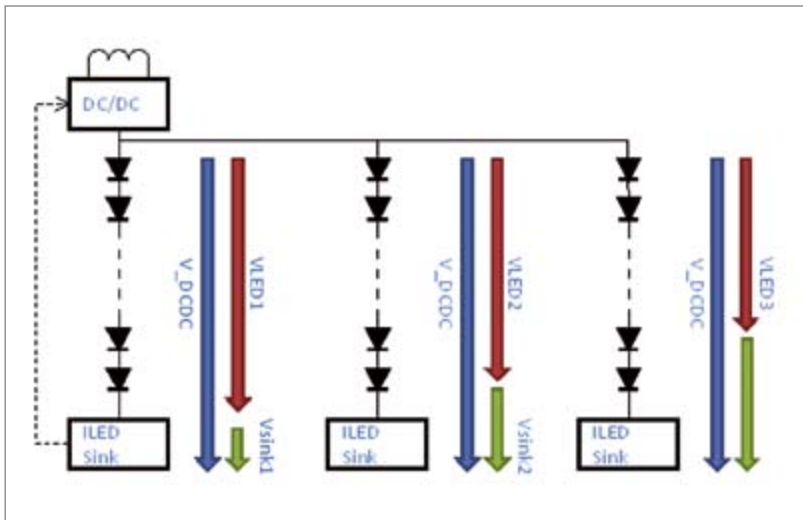 DC/DC
V_DCDC
VLED1
Vsink1
V_DCDC
VLED2
Vsink2
V_DCDC
VLED3
ILED
Sink
ILED
Sink
ILED
Sink